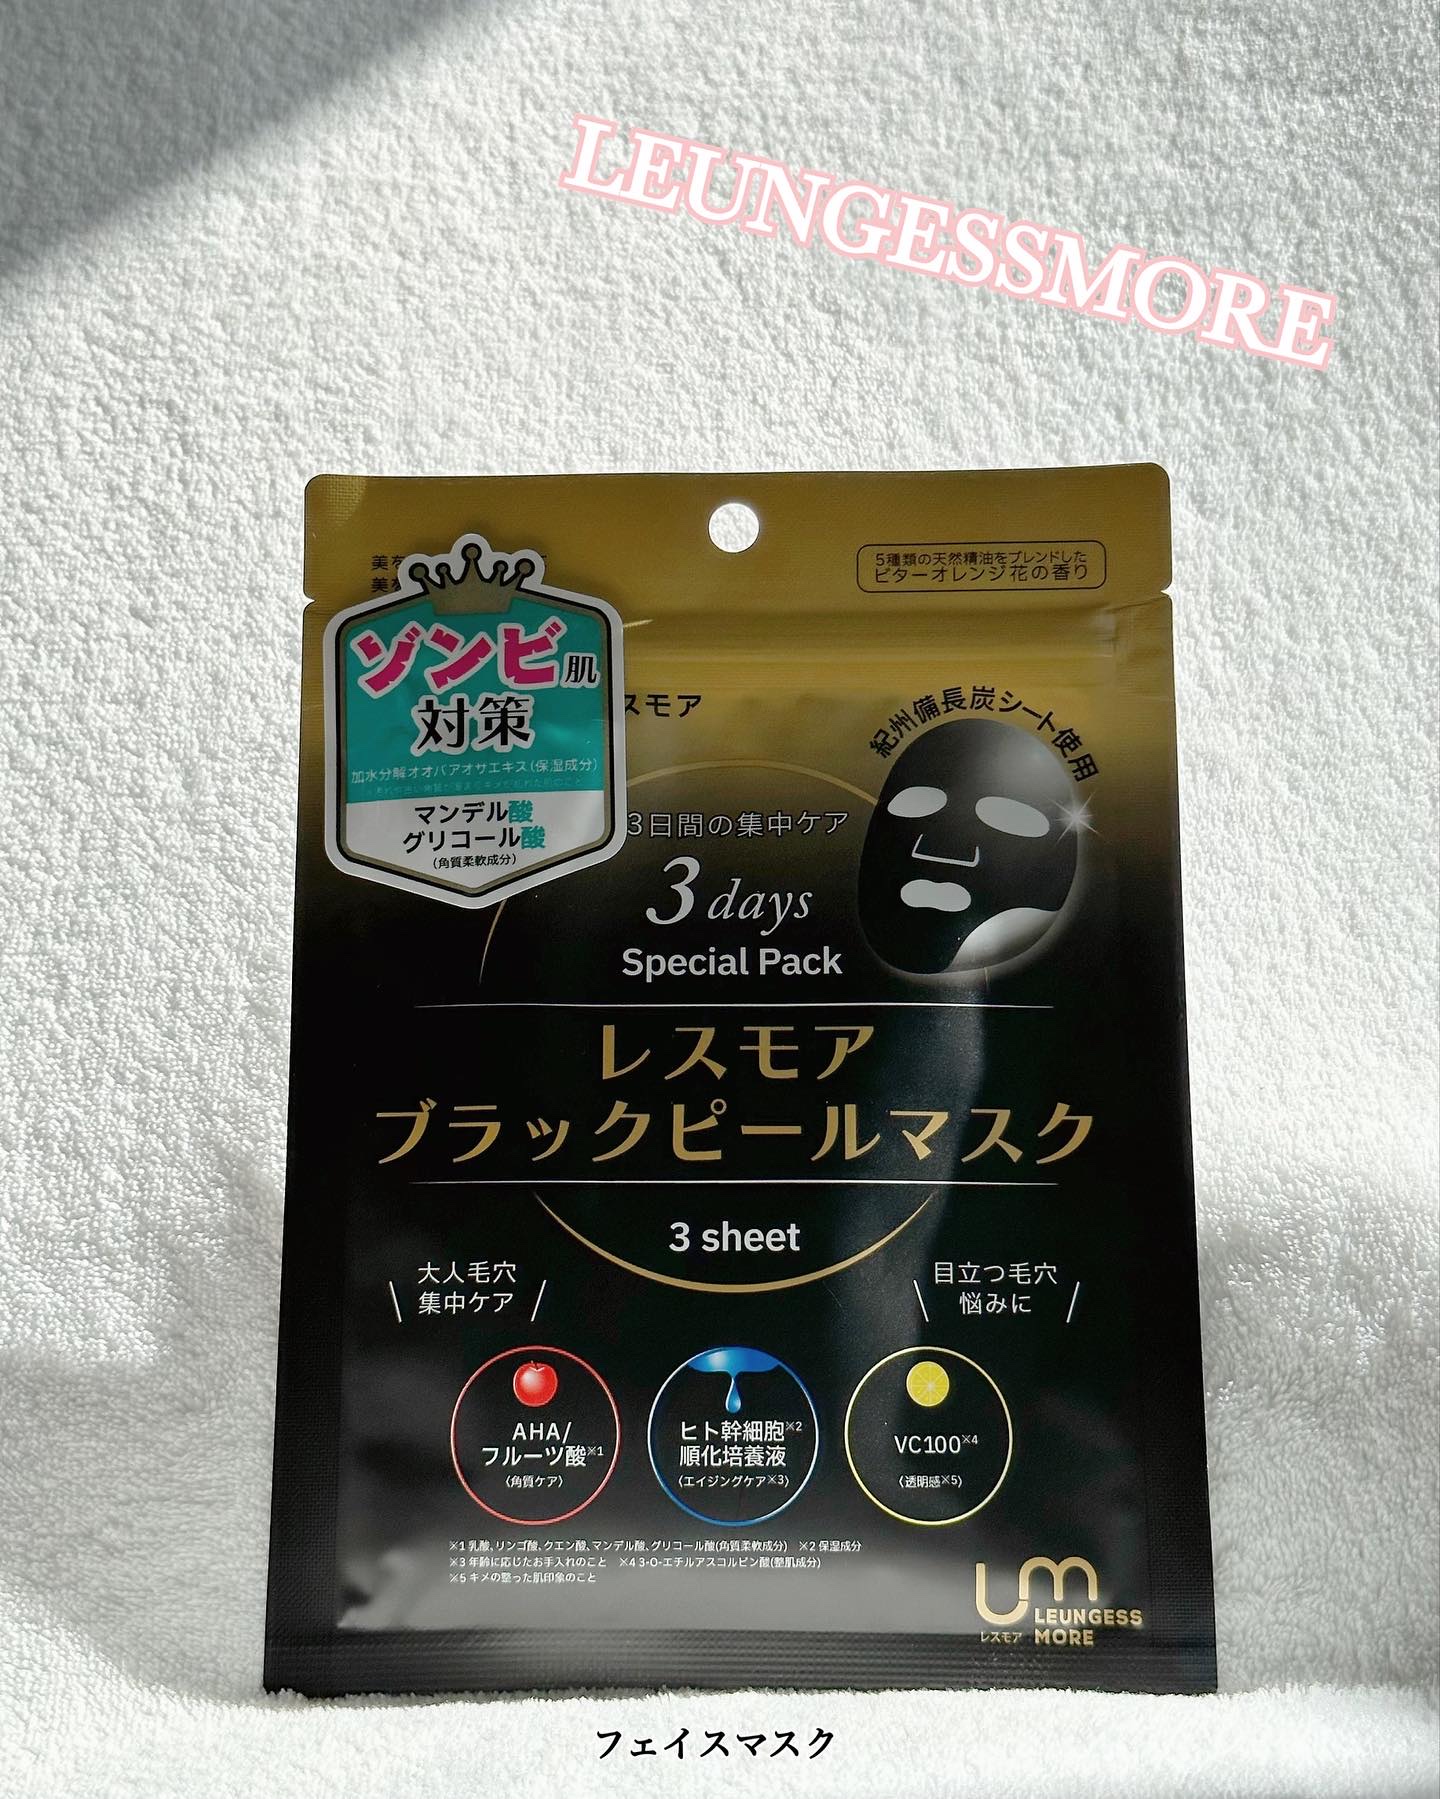 LEUNGESSMORE
美を
美を
5種類の天然精油をブレンドした
ビターオレンジ花の香り
ゾンビ肌
対策
加水分解オオバアオサエキス(保湿成分)
マンデル酸
グリコール酸
(角質柔軟成分)
スモア
紀州備長炭シート使用
3日間の集中ケア
3 days
Special Pack
レスモア
ブラックピールマスク
3 sheet
大人毛穴
集中ケア
目立つ毛穴
悩みに
AHA/
フルーツ酸※1
(角質ケア)
ヒト幹細胞※2
順化培養液
(エイジングケア※3)
VC100※4
(透明感※5)
※1 乳酸、リンゴ酸、クエン酸、マンデル酸、グリコール酸(角質柔軟成分) ※2 保湿成分
※3 年齢に応じたお手入れのこと ※4 3-O-エチルアスコルビン酸(整肌成分)
※5 キメの整った肌印象のこと
LEUNGESS
レスモア MORE
フェイスマスク